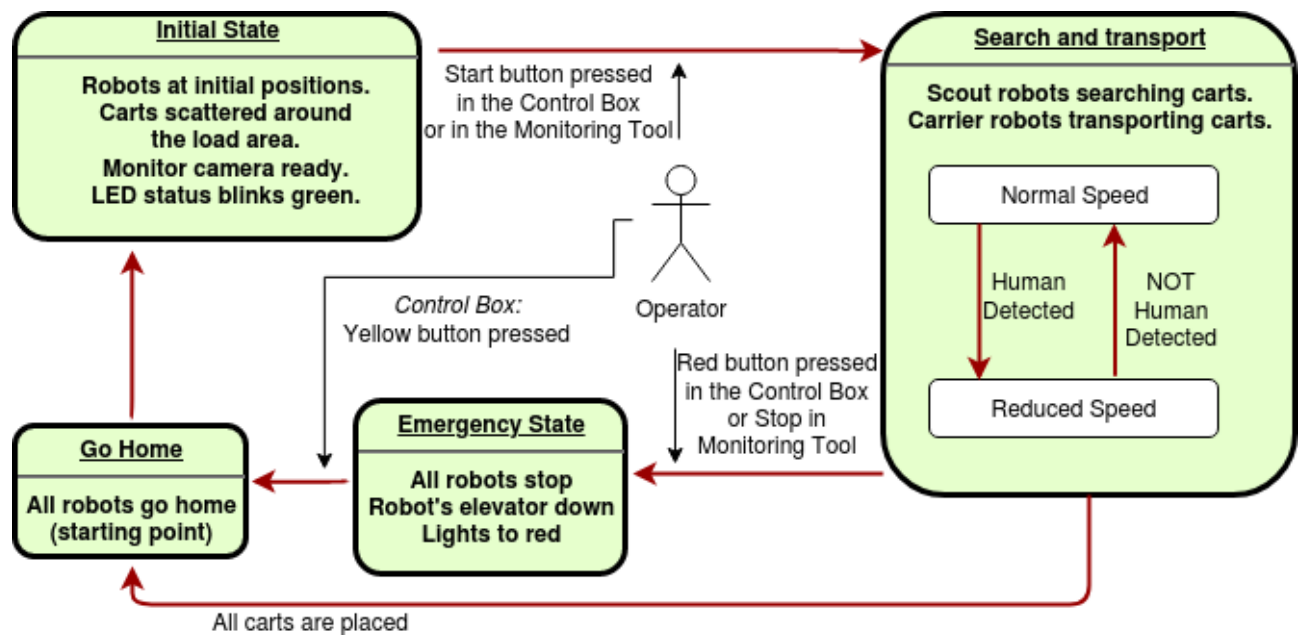 Initial State
Robots at initial positions.
Carts scattered around
the load area.
Monitor camera ready.
LED status blinks green.
Start button pressed
in the Control Box
or in the Monitoring Tool
Search and transport
Scout robots searching carts.
Carrier robots transporting carts.
Normal Speed
Human
Detected
NOT
Human
Detected
Reduced Speed
Operator
Control Box:
Yellow button pressed
Red button pressed
in the Control Box
or Stop in
Monitoring Tool
Emergency State
All robots stop
Robot's elevator down
Lights to red
Go Home
All robots go home
(starting point)
All carts are placed